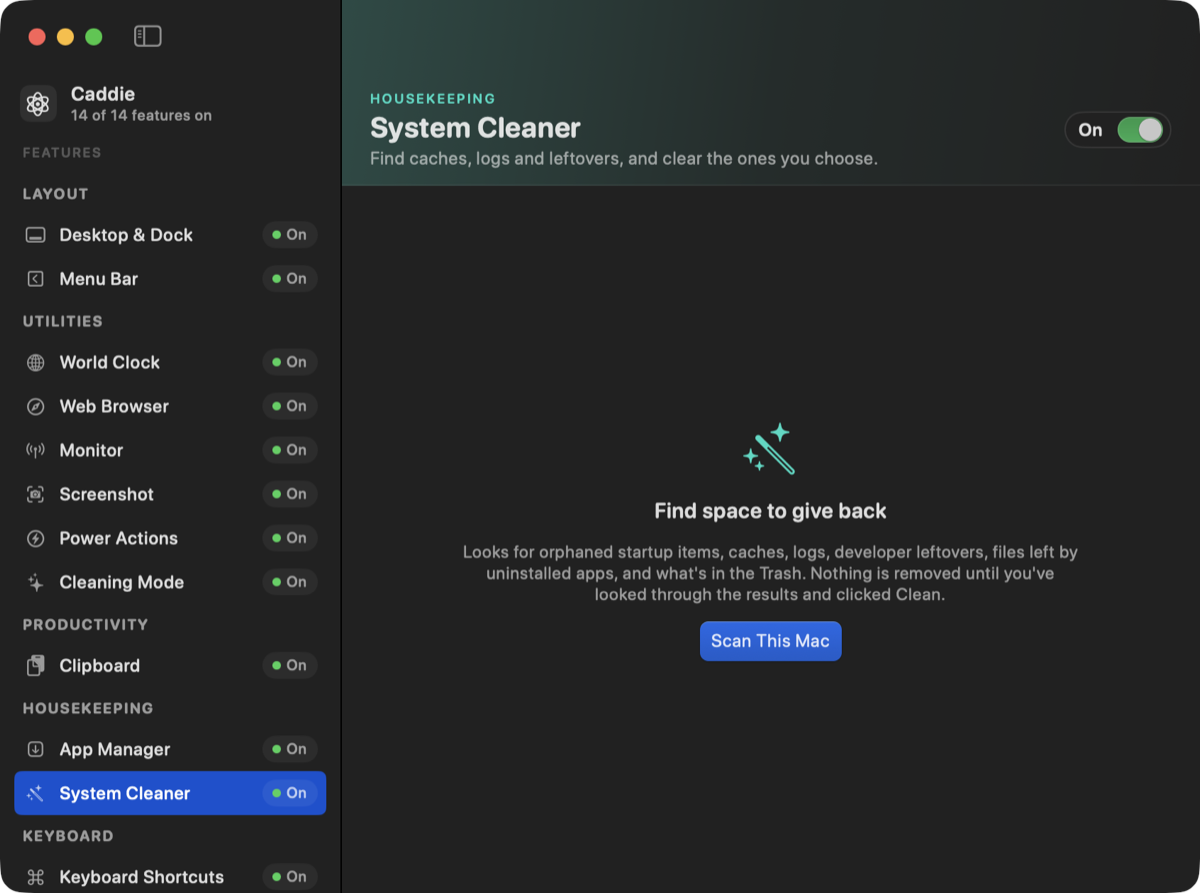 Caddie
14 of 14 features on
FEATURES
LAYOUT
Desktop & Dock On
Menu Bar On
UTILITIES
World Clock On
Web Browser On
Monitor On
Screenshot On
Power Actions On
Cleaning Mode On
PRODUCTIVITY
Clipboard On
HOUSEKEEPING
App Manager On
System Cleaner On
KEYBOARD
Keyboard Shortcuts On
HOUSEKEEPING
System Cleaner
Find caches, logs and leftovers, and clear the ones you choose.
On
Find space to give back
Looks for orphaned startup items, caches, logs, developer leftovers, files left by
uninstalled apps, and what's in the Trash. Nothing is removed until you've
looked through the results and clicked Clean.
Scan This Mac